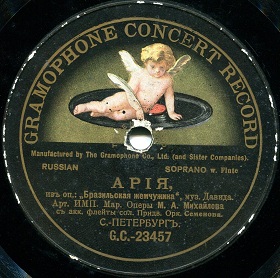 GRAMOPHONE CONCERT RECORD
Manufactured by The Gramophone Co., Ltd. (and Sister Companies).
RUSSIAN SOPRANO w. Flute
АРІЯ,
изъ оп.: „Бразильская жемчужина“, муз. Давида.
Арт. ИМП. Мар. Оперы М. А. Михайлова
съ акк. флейты сол. Придв. Орк. Семенова.
С.-ПЕТЕРБУРГЪ.
G.C.-23457